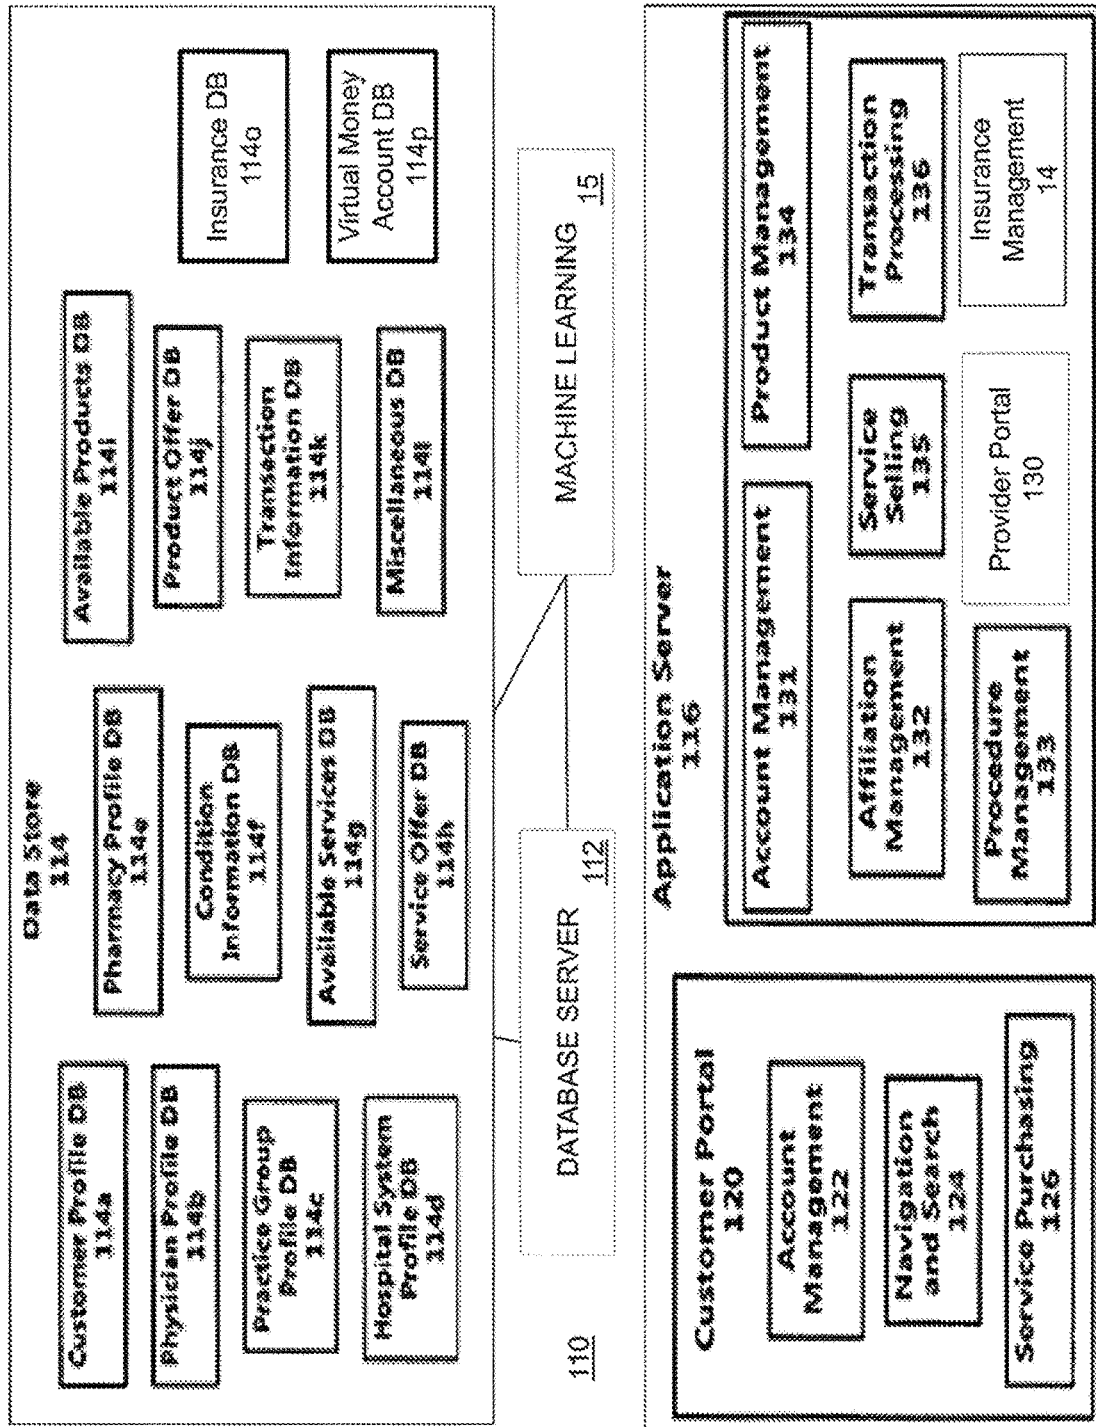 Data Store
114
Customer Profile DB
114a
Physician Profile DB
114b
Practice Group
Profile DB
114c
Hospital System
Profile DB
114d
Pharmacy Profile DB
114e
Condition
Information DB
114f
Available Services DB
114g
Service Offer DB
114h
Available Products DB
114i
Product Offer DB
114j
Transection
Information DB
114k
Miscellaneous DB
114l
Insurance DB
114o
Virtual Money
Account DB
114p
110
DATABASE SERVER
112
MACHINE LEARNING
15
Application Server
116
Customer Portal
120
Account
Management
122
Navigation
and Search
124
Service Purchasing
126
Account Management
131
Product Management
134
Affiliation
Management
132
Service
Selling
135
Transaction
Processing
136
Procedure
Management
133
Provider Portal
130
Insurance
Management
14